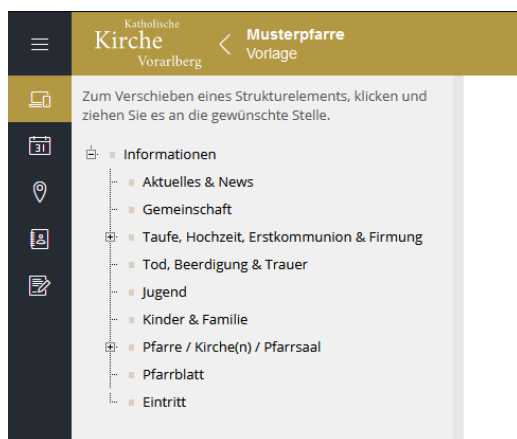 Katholische
Kirche
Vorarlberg
Musterpfarre
Vorlage
Zum Verschieben eines Strukturelements, klicken und
ziehen Sie es an die gewünschte Stelle.
31
Informationen
Aktuelles & News
Gemeinschaft
Taufe, Hochzeit, Erstkommunion & Firmung
Tod, Beerdigung & Trauer
Jugend
Kinder & Familie
Pfarre / Kirche(n) / Pfarrsaal
Pfarrblatt
Eintritt